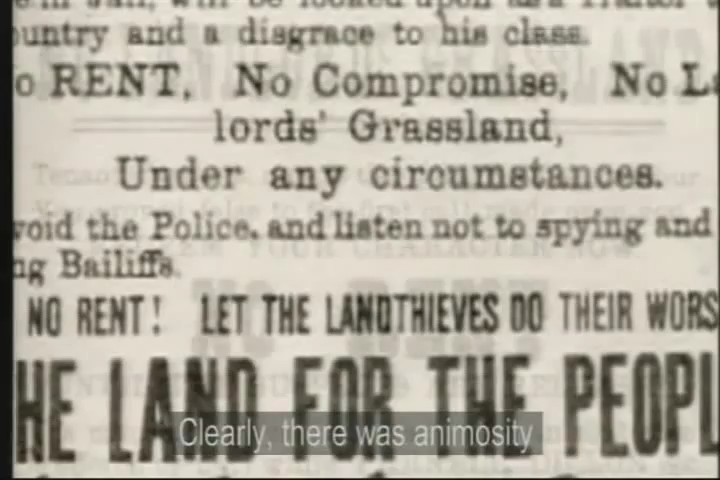 untry and a disgrace to his class.
o RENT, No Compromise, No La
lords' Grassland,
Under any circumstances.
void the Police, and listen not to spying and
ng Bailiffs.
NO RENT! LET THE LANDTHIEVES DO THEIR WORS
HE LAND FOR THE PEOPL
Clearly, there was animosity